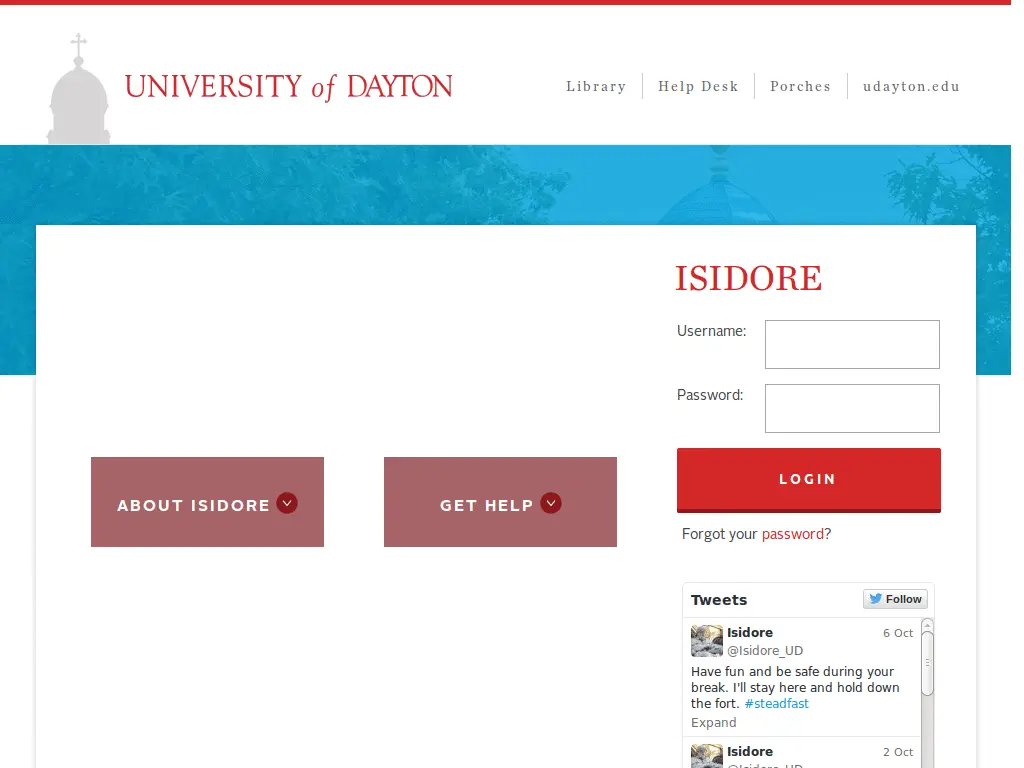 UNIVERSITY of DAYTON
Library
Help Desk
Porches
udayton.edu
ISIDORE
Username:
Password:
LOGIN
Forgot your password?
ABOUT ISIDORE
GET HELP
Tweets
Follow
Isidore
6 Oct
@Isidore_UD
Have fun and be safe during your
break. I'll stay here and hold down
the fort. #steadfast
Expand
Isidore
2 Oct
@Isidore_UD